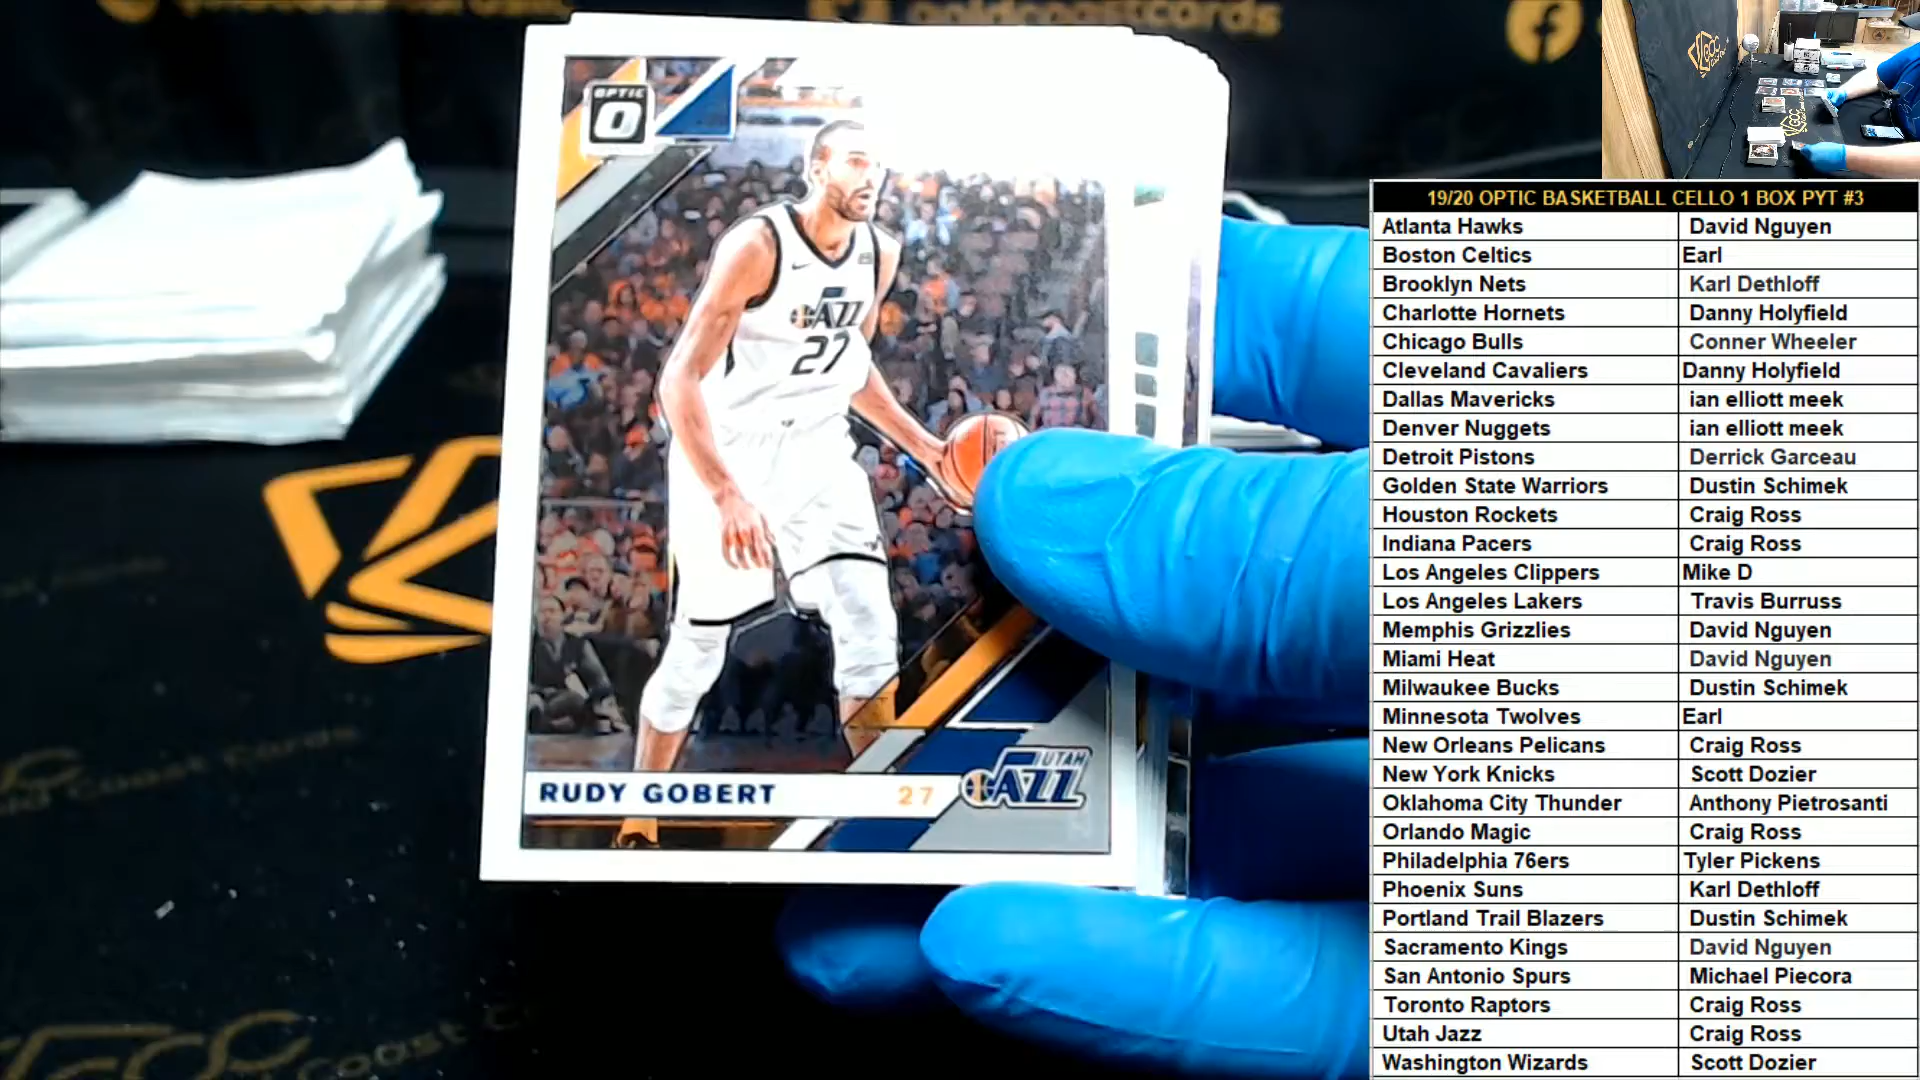 goldcoastcards
GCC
OPTIC
O
JAZZ
27
RUDY GOBERT 27
UTAH
JAZZ
Gold Coast Cards
19/20 OPTIC BASKETBALL CELLO 1 BOX PYT #3
Atlanta Hawks David Nguyen
Boston Celtics Earl
Brooklyn Nets Karl Dethloff
Charlotte Hornets Danny Holyfield
Chicago Bulls Conner Wheeler
Cleveland Cavaliers Danny Holyfield
Dallas Mavericks ian elliott meek
Denver Nuggets ian elliott meek
Detroit Pistons Derrick Garceau
Golden State Warriors Dustin Schimek
Houston Rockets Craig Ross
Indiana Pacers Craig Ross
Los Angeles Clippers Mike D
Los Angeles Lakers Travis Burruss
Memphis Grizzlies David Nguyen
Miami Heat David Nguyen
Milwaukee Bucks Dustin Schimek
Minnesota Twolves Earl
New Orleans Pelicans Craig Ross
New York Knicks Scott Dozier
Oklahoma City Thunder Anthony Pietrosanti
Orlando Magic Craig Ross
Philadelphia 76ers Tyler Pickens
Phoenix Suns Karl Dethloff
Portland Trail Blazers Dustin Schimek
Sacramento Kings David Nguyen
San Antonio Spurs Michael Piecora
Toronto Raptors Craig Ross
Utah Jazz Craig Ross
Washington Wizards Scott Dozier